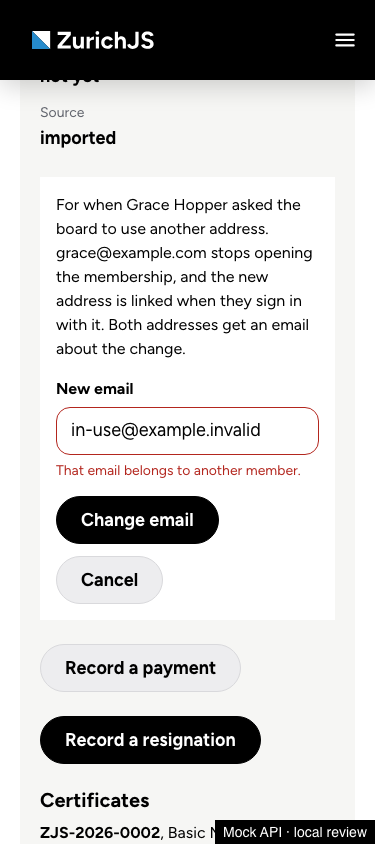 ZurichJS
not yet
Source
imported
For when Grace Hopper asked the
board to use another address.
grace@example.com stops opening
the membership, and the new
address is linked when they sign in
with it. Both addresses get an email
about the change.
New email
in-use@example.invalid
That email belongs to another member.
Change email
Cancel
Record a payment
Record a resignation
Certificates
ZJS-2026-0002, Basic
Mock API · local review